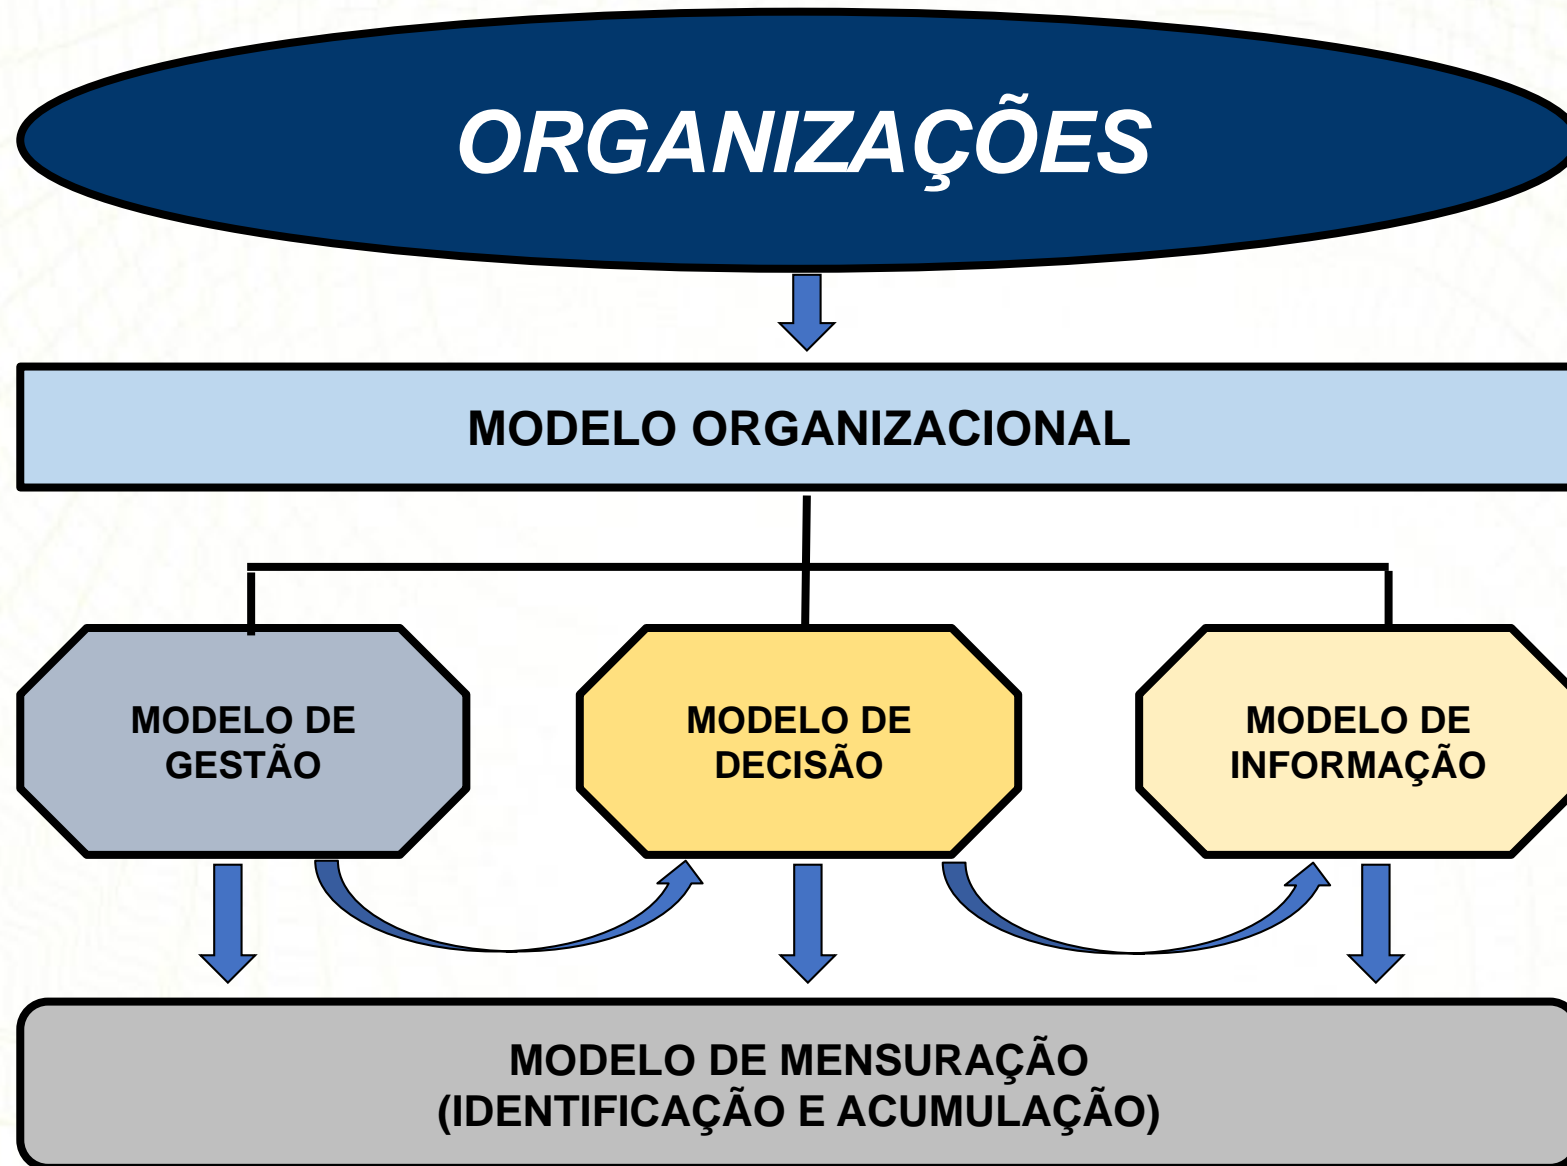 ORGANIZAÇÕES
MODELO ORGANIZACIONAL
MODELO DE
GESTÃO
MODELO DE
DECISÃO
MODELO DE
INFORMAÇÃO
MODELO DE MENSURAÇÃO
(IDENTIFICAÇÃO E ACUMULAÇÃO)